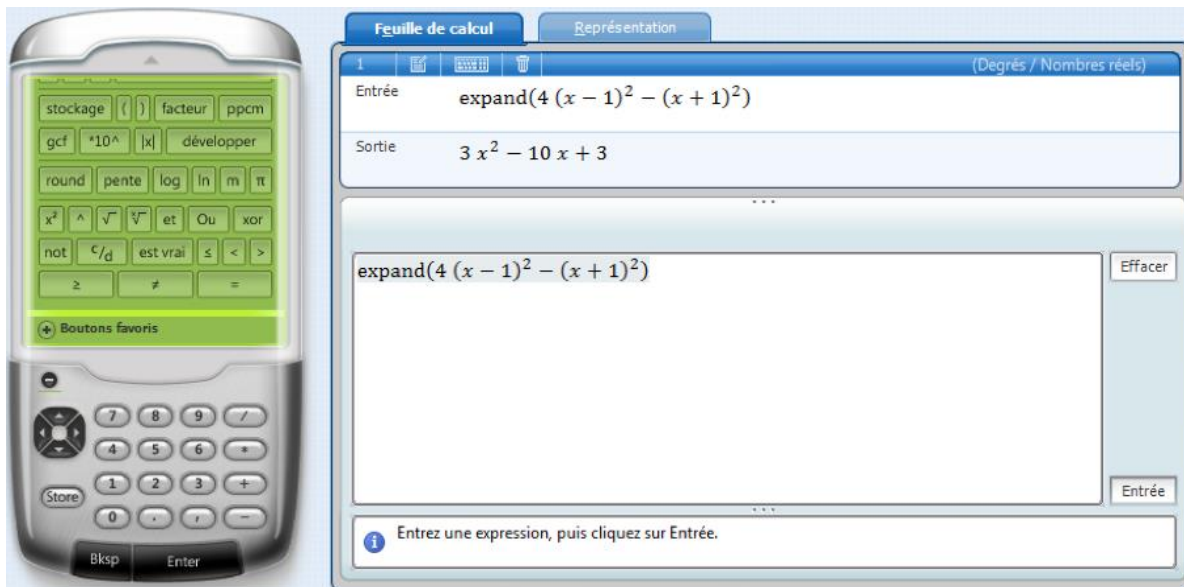 Feuille de calcul
Représentation
1 (Degrés / Nombres réels)
Entrée
expand(4 (x − 1)² − (x + 1)²)
Sortie
3 x² − 10 x + 3
expand(4 (x − 1)² − (x + 1)²)
Effacer
Entrée
Entrez une expression, puis cliquez sur Entrée.
stockage ( ) facteur ppcm
gcf *10^ |x| développer
round pente log ln m π
x² ^ √ ˣ√ et Ou xor
not c/d est vrai ≤ < >
≥ ≠ =
Boutons favoris
7 8 9 /
4 5 6 *
Store 1 2 3 +
0 . , −
Bksp Enter